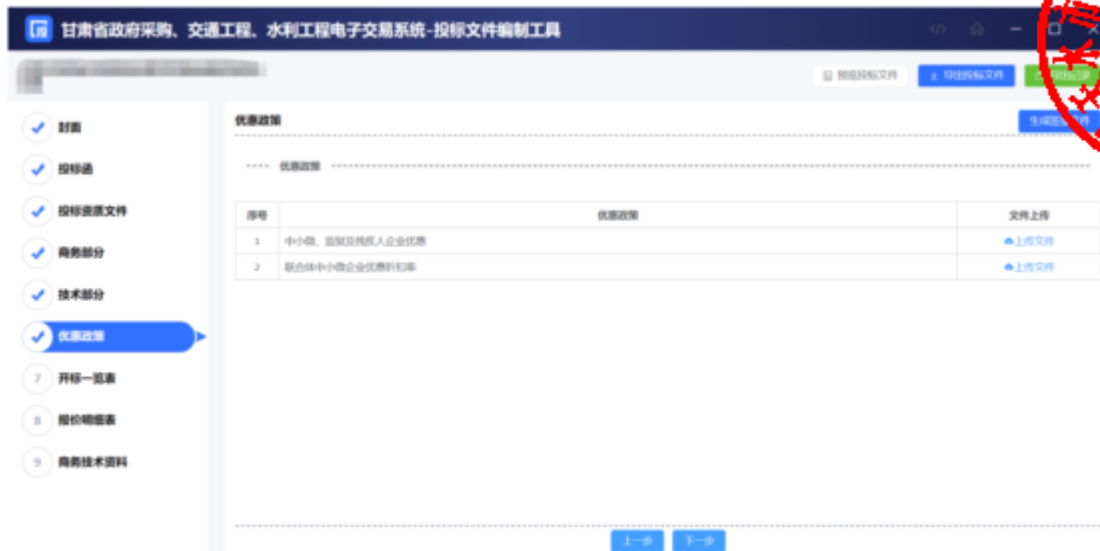 甘肃省政府采购、交通工程、水利工程电子交易系统-投标文件编制工具
预览投标文件
导出投标文件
封面
投标函
投标资质文件
商务部分
技术部分
优惠政策
7 开标一览表
8 报价明细表
9 商务技术资料
优惠政策
优惠政策
序号 优惠政策 文件上传
1 中小微、监狱及残疾人企业优惠 上传文件
2 联合体中小微企业优惠折扣率 上传文件
上一步 下一步